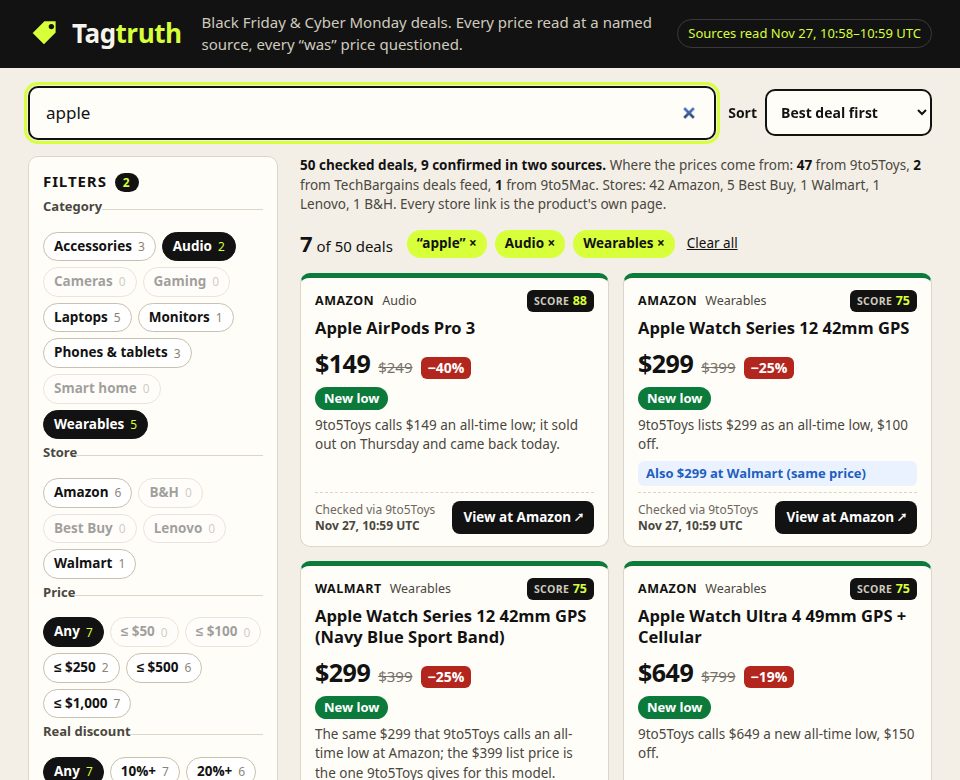 Tagtruth
Black Friday & Cyber Monday deals. Every price read at a named
source, every “was” price questioned.
Sources read Nov 27, 10:58–10:59 UTC
apple ×
Sort
Best deal first
FILTERS 2
Category
Accessories 3 Audio 2
Cameras 0 Gaming 0
Laptops 5 Monitors 1
Phones & tablets 3
Smart home 0
Wearables 5
Store
Amazon 6 B&H 0
Best Buy 0 Lenovo 0
Walmart 1
Price
Any 7 ≤ $50 0 ≤ $100 0
≤ $250 2 ≤ $500 6
≤ $1,000 7
Real discount
Any 7 10%+ 7 20%+ 6
50 checked deals, 9 confirmed in two sources. Where the prices come from: 47 from 9to5Toys, 2
from TechBargains deals feed, 1 from 9to5Mac. Stores: 42 Amazon, 5 Best Buy, 1 Walmart, 1
Lenovo, 1 B&H. Every store link is the product's own page.
7 of 50 deals “apple” × Audio × Wearables × Clear all
AMAZON Audio SCORE 88
Apple AirPods Pro 3
$149 $249 −40%
New low
9to5Toys calls $149 an all-time low; it sold
out on Thursday and came back today.
Checked via 9to5Toys
Nov 27, 10:59 UTC
View at Amazon ↗
AMAZON Wearables SCORE 75
Apple Watch Series 12 42mm GPS
$299 $399 −25%
New low
9to5Toys lists $299 as an all-time low, $100
off.
Also $299 at Walmart (same price)
Checked via 9to5Toys
Nov 27, 10:59 UTC
View at Amazon ↗
WALMART Wearables SCORE 75
Apple Watch Series 12 42mm GPS
(Navy Blue Sport Band)
$299 $399 −25%
New low
The same $299 that 9to5Toys calls an all-
time low at Amazon; the $399 list price is
the one 9to5Toys gives for this model.
AMAZON Wearables SCORE 75
Apple Watch Ultra 4 49mm GPS +
Cellular
$649 $799 −19%
New low
9to5Toys calls $649 a new all-time low, $150
off.